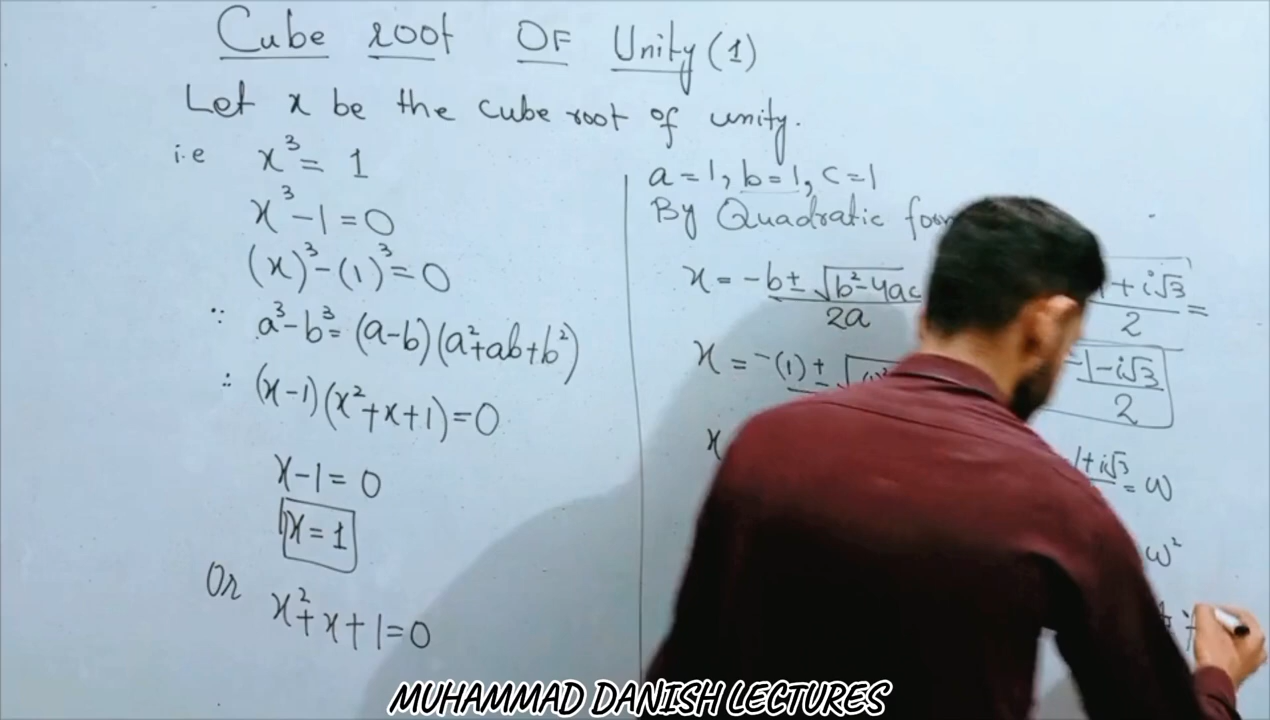 Cube root OF Unity (1)
Let x be the cube root of unity.
i.e x³ = 1
x³ - 1 = 0
(x)³ - (1)³ = 0
∵ a³ - b³ = (a-b)(a²+ab+b²)
∴ (x-1)(x²+x+1) = 0
x - 1 = 0
x = 1
Or x² + x + 1 = 0
a = 1, b = 1, c = 1
By Quadratic
x = -b ± √b²-4ac
2a
x = -(1) ±
x
+ i√3 =
2
-1 - i√3
2
1 + i√3 = ω
ω²
MUHAMMAD DANISH LECTURES